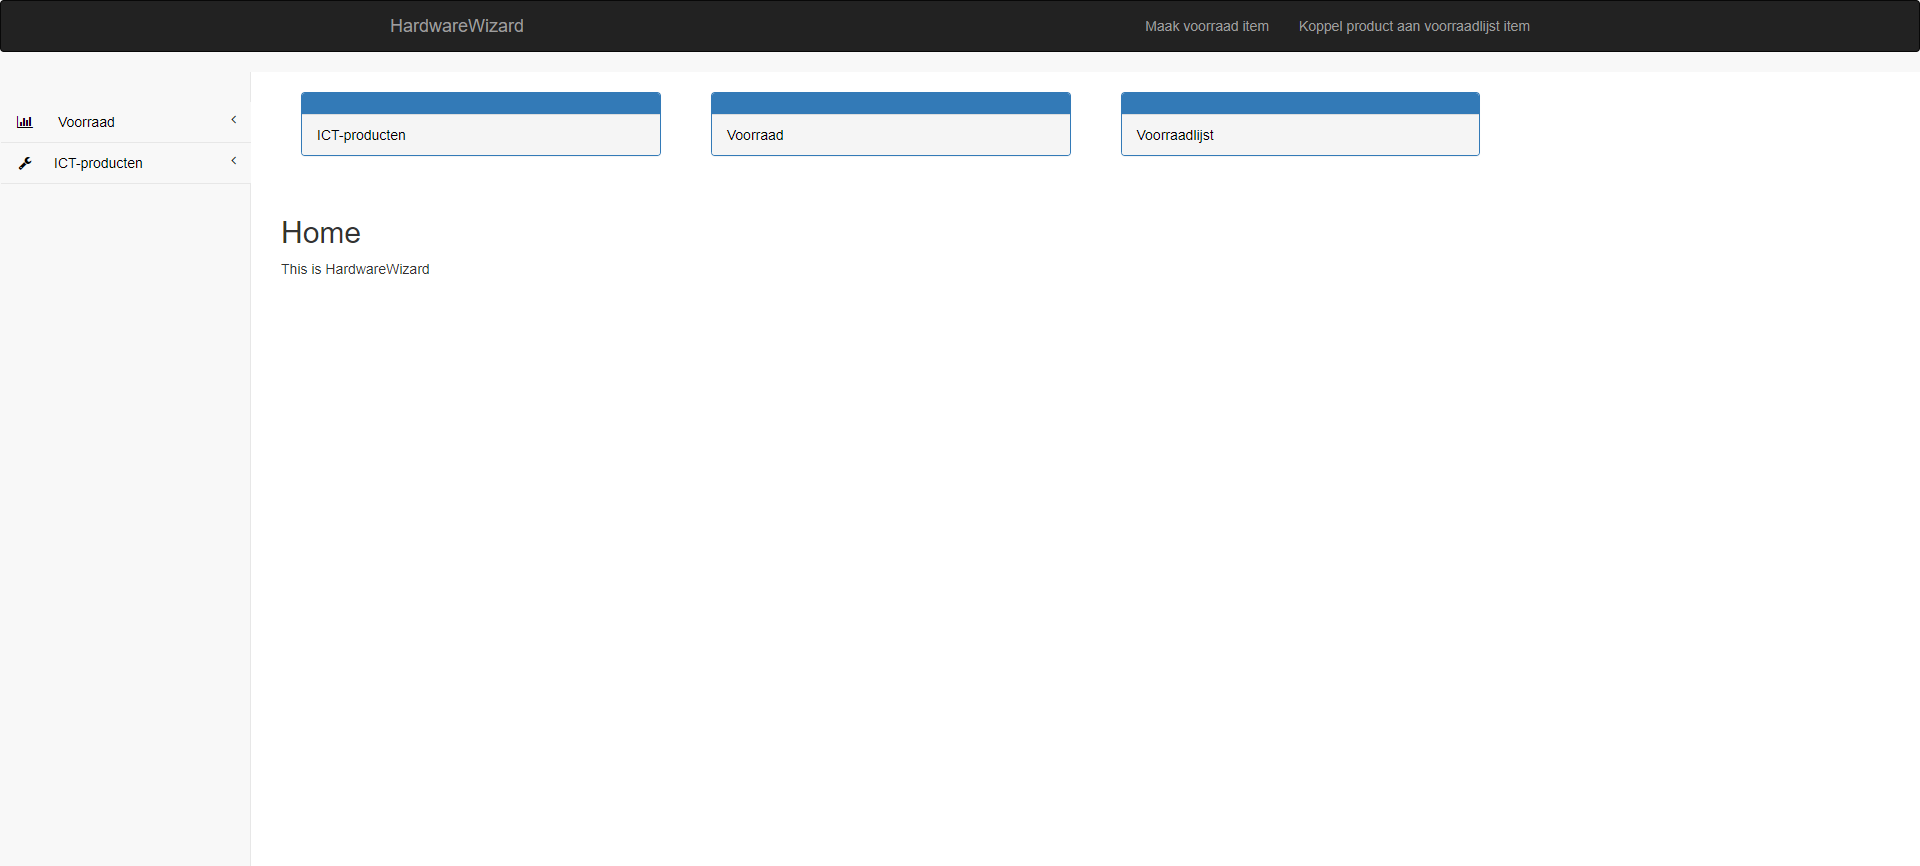 HardwareWizard
Maak voorraad item
Koppel product aan voorraadlijst item
Voorraad
ICT-producten
ICT-producten
Voorraad
Voorraadlijst
Home
This is HardwareWizard